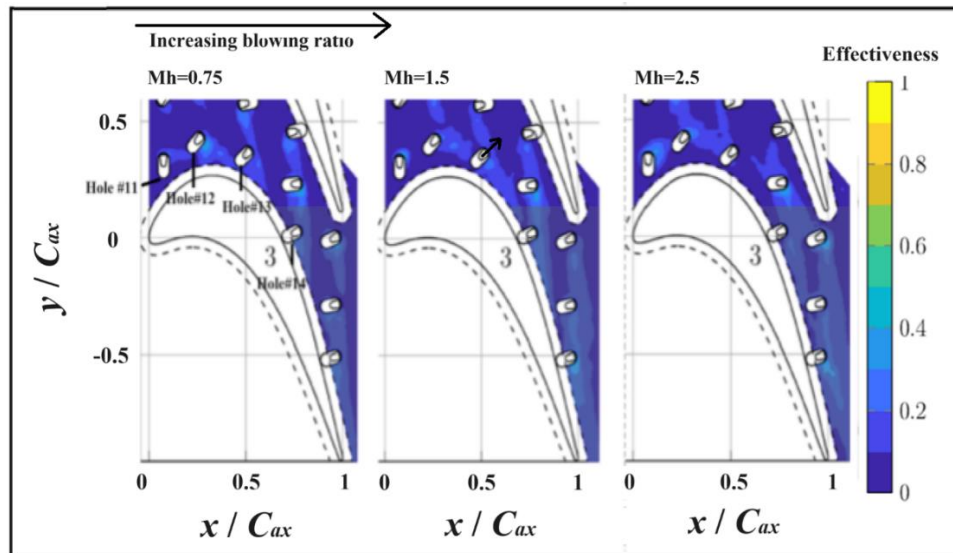 Increasing blowing ratio
Effectiveness
Mh=0.75
Mh=1.5
Mh=2.5
1
0.8
0.6
0.4
0.2
0
y / Cax
0.5
0
-0.5
Hole #11
Hole#12
Hole#13
3
Hole#14
3
3
0
0.5
1
0
0.5
1
0
0.5
1
x / Cax
x / Cax
x / Cax